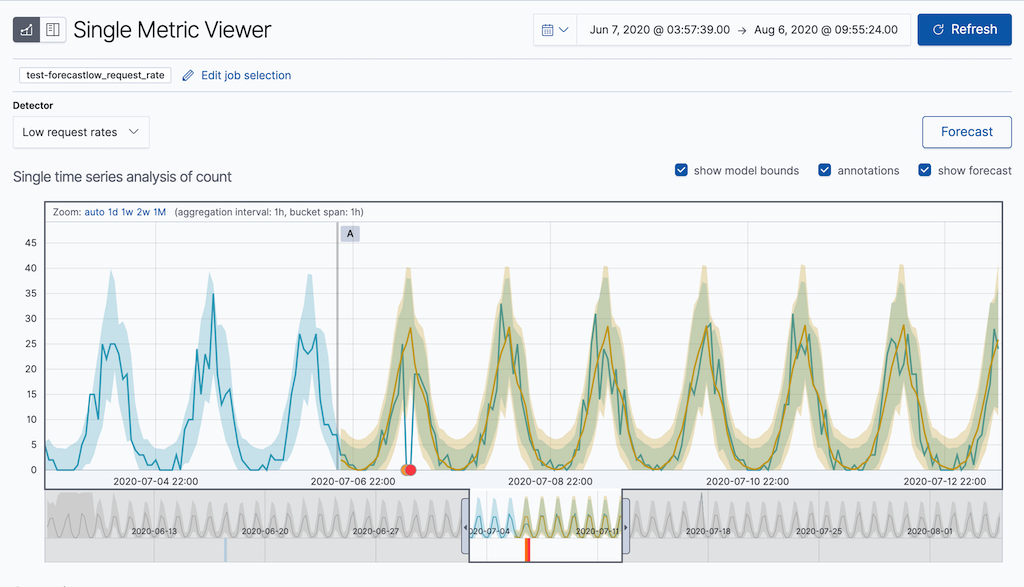 Single Metric Viewer
Jun 7, 2020 @ 03:57:39.00 → Aug 6, 2020 @ 09:55:24.00
Refresh
test-forecastlow_request_rate
Edit job selection
Detector
Low request rates
Forecast
Single time series analysis of count
show model bounds
annotations
show forecast
Zoom: auto 1d 1w 2w 1M (aggregation interval: 1h, bucket span: 1h)
A
45
40
35
30
25
20
15
10
5
0
2020-07-04 22:00
2020-07-06 22:00
2020-07-08 22:00
2020-07-10 22:00
2020-07-12 22:00
2020-06-13
2020-06-20
2020-06-27
2020-07-04
2020-07-11
2020-07-18
2020-07-25
2020-08-01